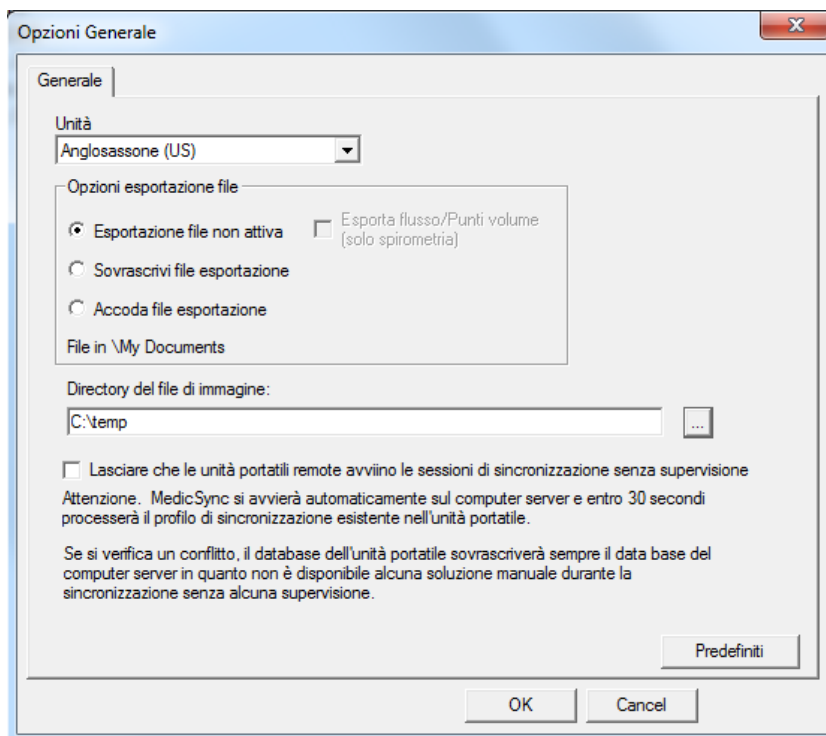 Opzioni Generale
Generale
Unità
Anglosassone (US)
Opzioni esportazione file
Esportazione file non attiva
Esporta flusso/Punti volume
(solo spirometria)
Sovrascrivi file esportazione
Accoda file esportazione
File in \My Documents
Directory del file di immagine:
C:\temp
...
Lasciare che le unità portatili remote avviino le sessioni di sincronizzazione senza supervisione
Attenzione. MedicSync si avvierà automaticamente sul computer server e entro 30 secondi
processerà il profilo di sincronizzazione esistente nell'unità portatile.
Se si verifica un conflitto, il database dell'unità portatile sovrascriverà sempre il data base del
computer server in quanto non è disponibile alcuna soluzione manuale durante la
sincronizzazione senza alcuna supervisione.
Predefiniti
OK
Cancel